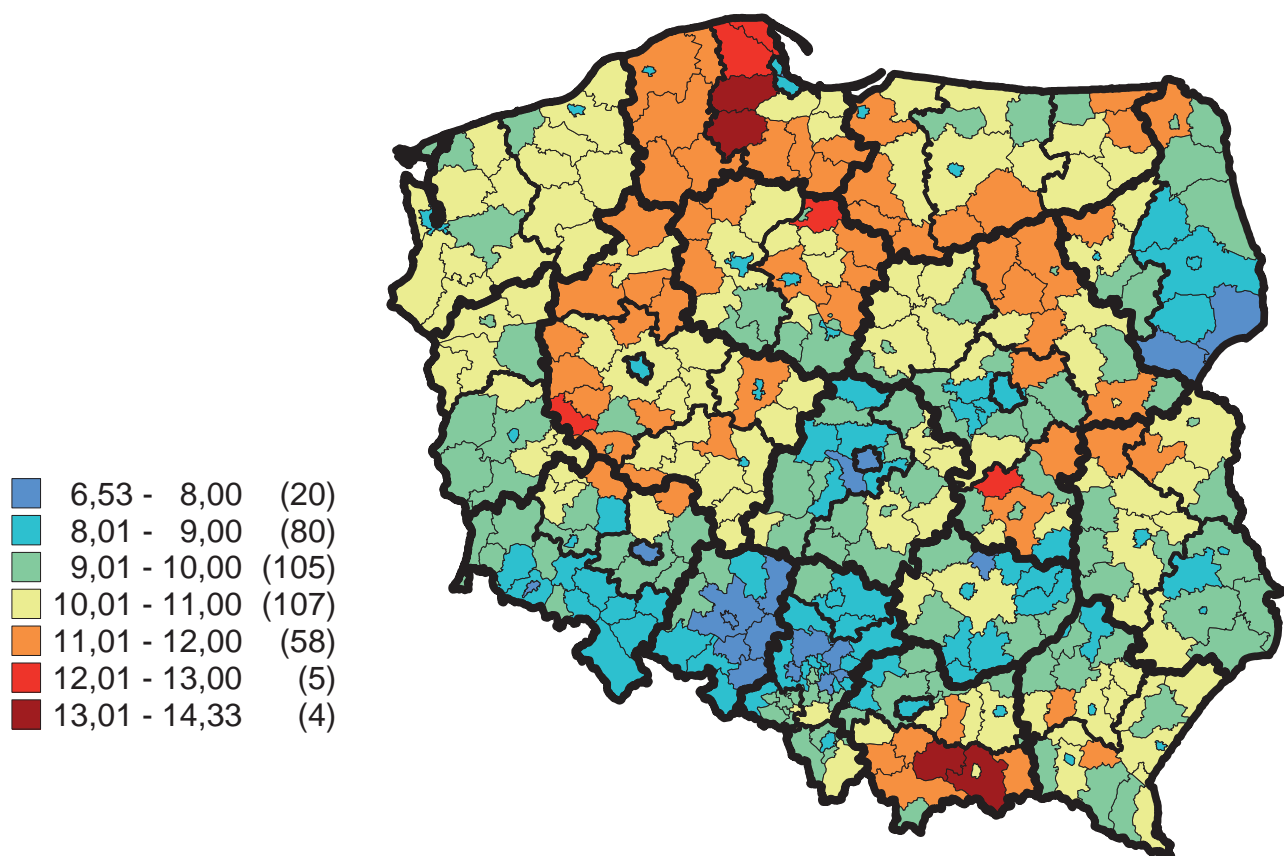 6,53 - 8,00 (20)
8,01 - 9,00 (80)
9,01 - 10,00 (105)
10,01 - 11,00 (107)
11,01 - 12,00 (58)
12,01 - 13,00 (5)
13,01 - 14,33 (4)